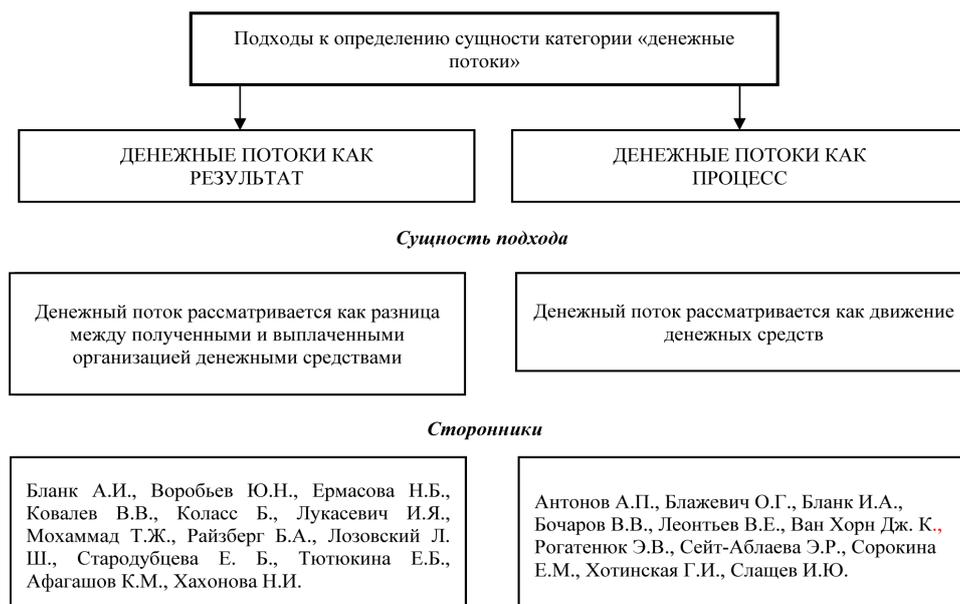 Подходы к определению сущности категории «денежные
потоки»
ДЕНЕЖНЫЕ ПОТОКИ КАК
РЕЗУЛЬТАТ
ДЕНЕЖНЫЕ ПОТОКИ КАК
ПРОЦЕСС
Сущность подхода
Денежный поток рассматривается как разница
между полученными и выплаченными
организацией денежными средствами
Денежный поток рассматривается как движение
денежных средств
Сторонники
Бланк А.И., Воробьев Ю.Н., Ермасова Н.Б.,
Ковалев В.В., Коласс Б., Лукасевич И.Я.,
Мохаммад Т.Ж., Райзберг Б.А., Лозовский Л.
Ш., Стародубцева Е. Б., Тютюкина Е.Б.,
Афагашов К.М., Хахонова Н.И.
Антонов А.П., Блажевич О.Г., Бланк И.А.,
Бочаров В.В., Леонтьев В.Е., Ван Хорн Дж. К.,
Рогатенюк Э.В., Сейт-Аблаева Э.Р., Сорокина
Е.М., Хотинская Г.И., Слащев И.Ю.